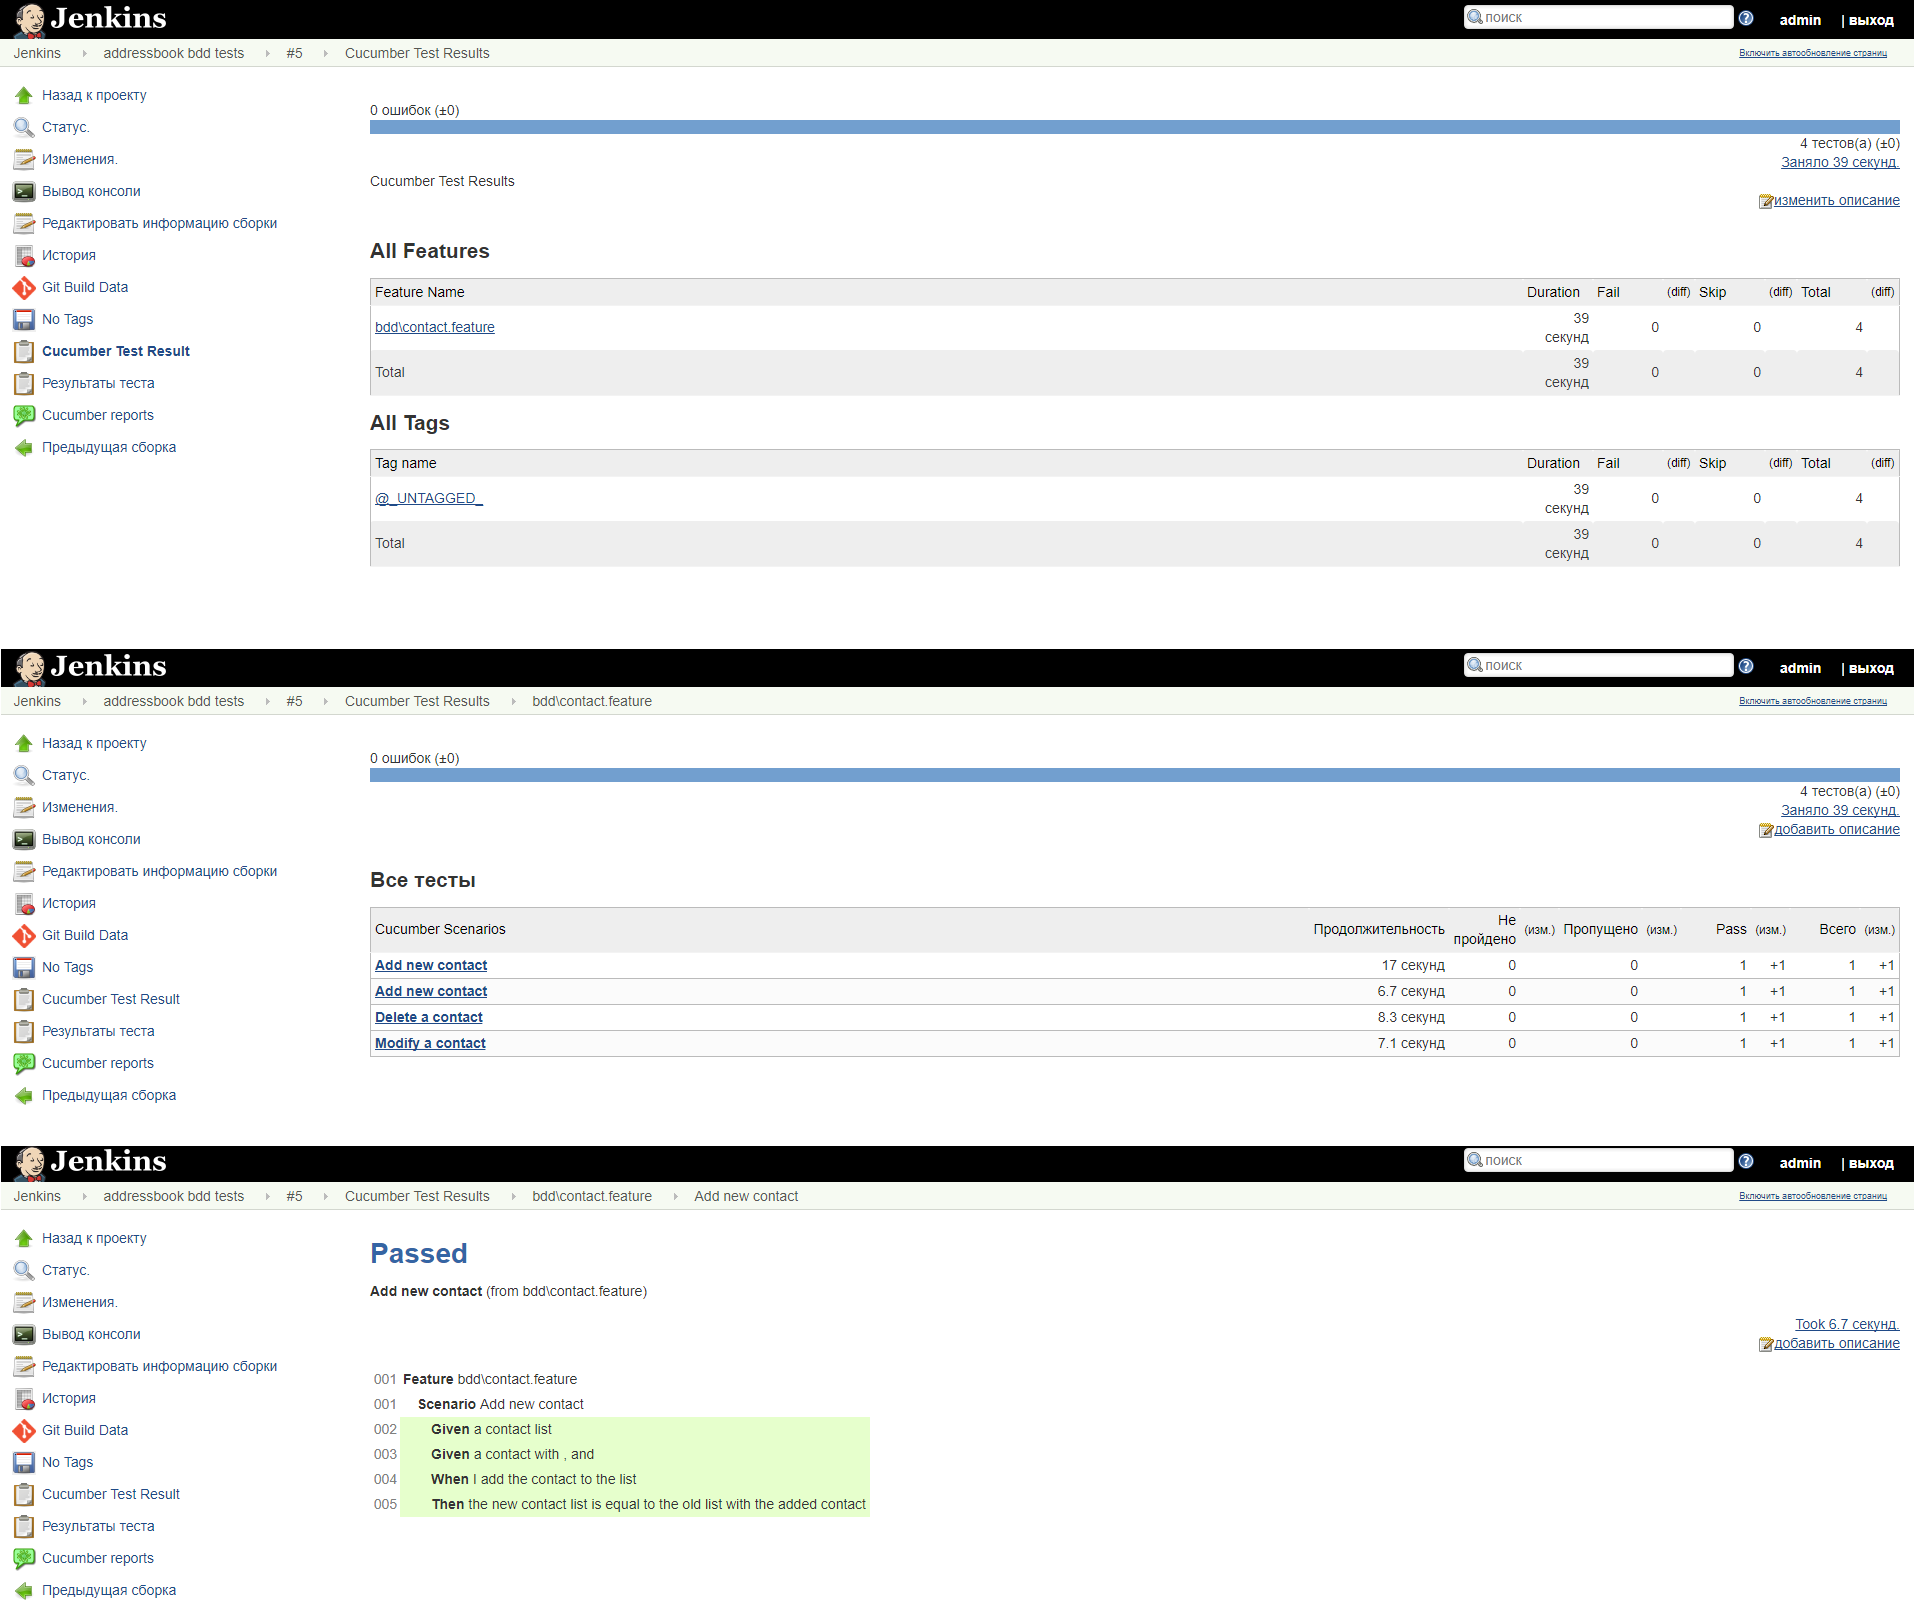 Jenkins
поиск
admin
| выход
Jenkins addressbook bdd tests #5 Cucumber Test Results
Включить автообновление страниц
Назад к проекту
Статус.
Изменения.
Вывод консоли
Редактировать информацию сборки
История
Git Build Data
No Tags
Cucumber Test Result
Результаты теста
Cucumber reports
Предыдущая сборка
0 ошибок (±0)
4 тестов(а) (±0)
Заняло 39 секунд.
Cucumber Test Results
изменить описание
All Features
Feature Name Duration Fail (diff) Skip (diff) Total (diff)
bdd\contact.feature 39 секунд 0 0 4
Total 39 секунд 0 0 4
All Tags
Tag name Duration Fail (diff) Skip (diff) Total (diff)
@_UNTAGGED_ 39 секунд 0 0 4
Total 39 секунд 0 0 4
Jenkins
поиск
admin
| выход
Jenkins addressbook bdd tests #5 Cucumber Test Results bdd\contact.feature
Включить автообновление страниц
Назад к проекту
Статус.
Изменения.
Вывод консоли
Редактировать информацию сборки
История
Git Build Data
No Tags
Cucumber Test Result
Результаты теста
Cucumber reports
Предыдущая сборка
0 ошибок (±0)
4 тестов(а) (±0)
Заняло 39 секунд.
добавить описание
Все тесты
Cucumber Scenarios Продолжительность Не пройдено (изм.) Пропущено (изм.) Pass (изм.) Всего (изм.)
Add new contact 17 секунд 0 0 1 +1 1 +1
Add new contact 6.7 секунд 0 0 1 +1 1 +1
Delete a contact 8.3 секунд 0 0 1 +1 1 +1
Modify a contact 7.1 секунд 0 0 1 +1 1 +1
Jenkins
поиск
admin
| выход
Jenkins addressbook bdd tests #5 Cucumber Test Results bdd\contact.feature Add new contact
Включить автообновление страниц
Назад к проекту
Статус.
Изменения.
Вывод консоли
Редактировать информацию сборки
История
Git Build Data
No Tags
Cucumber Test Result
Результаты теста
Cucumber reports
Предыдущая сборка
Passed
Add new contact (from bdd\contact.feature)
Took 6.7 секунд.
добавить описание
001 Feature bdd\contact.feature
001 Scenario Add new contact
002 Given a contact list
003 Given a contact with , and
004 When I add the contact to the list
005 Then the new contact list is equal to the old list with the added contact